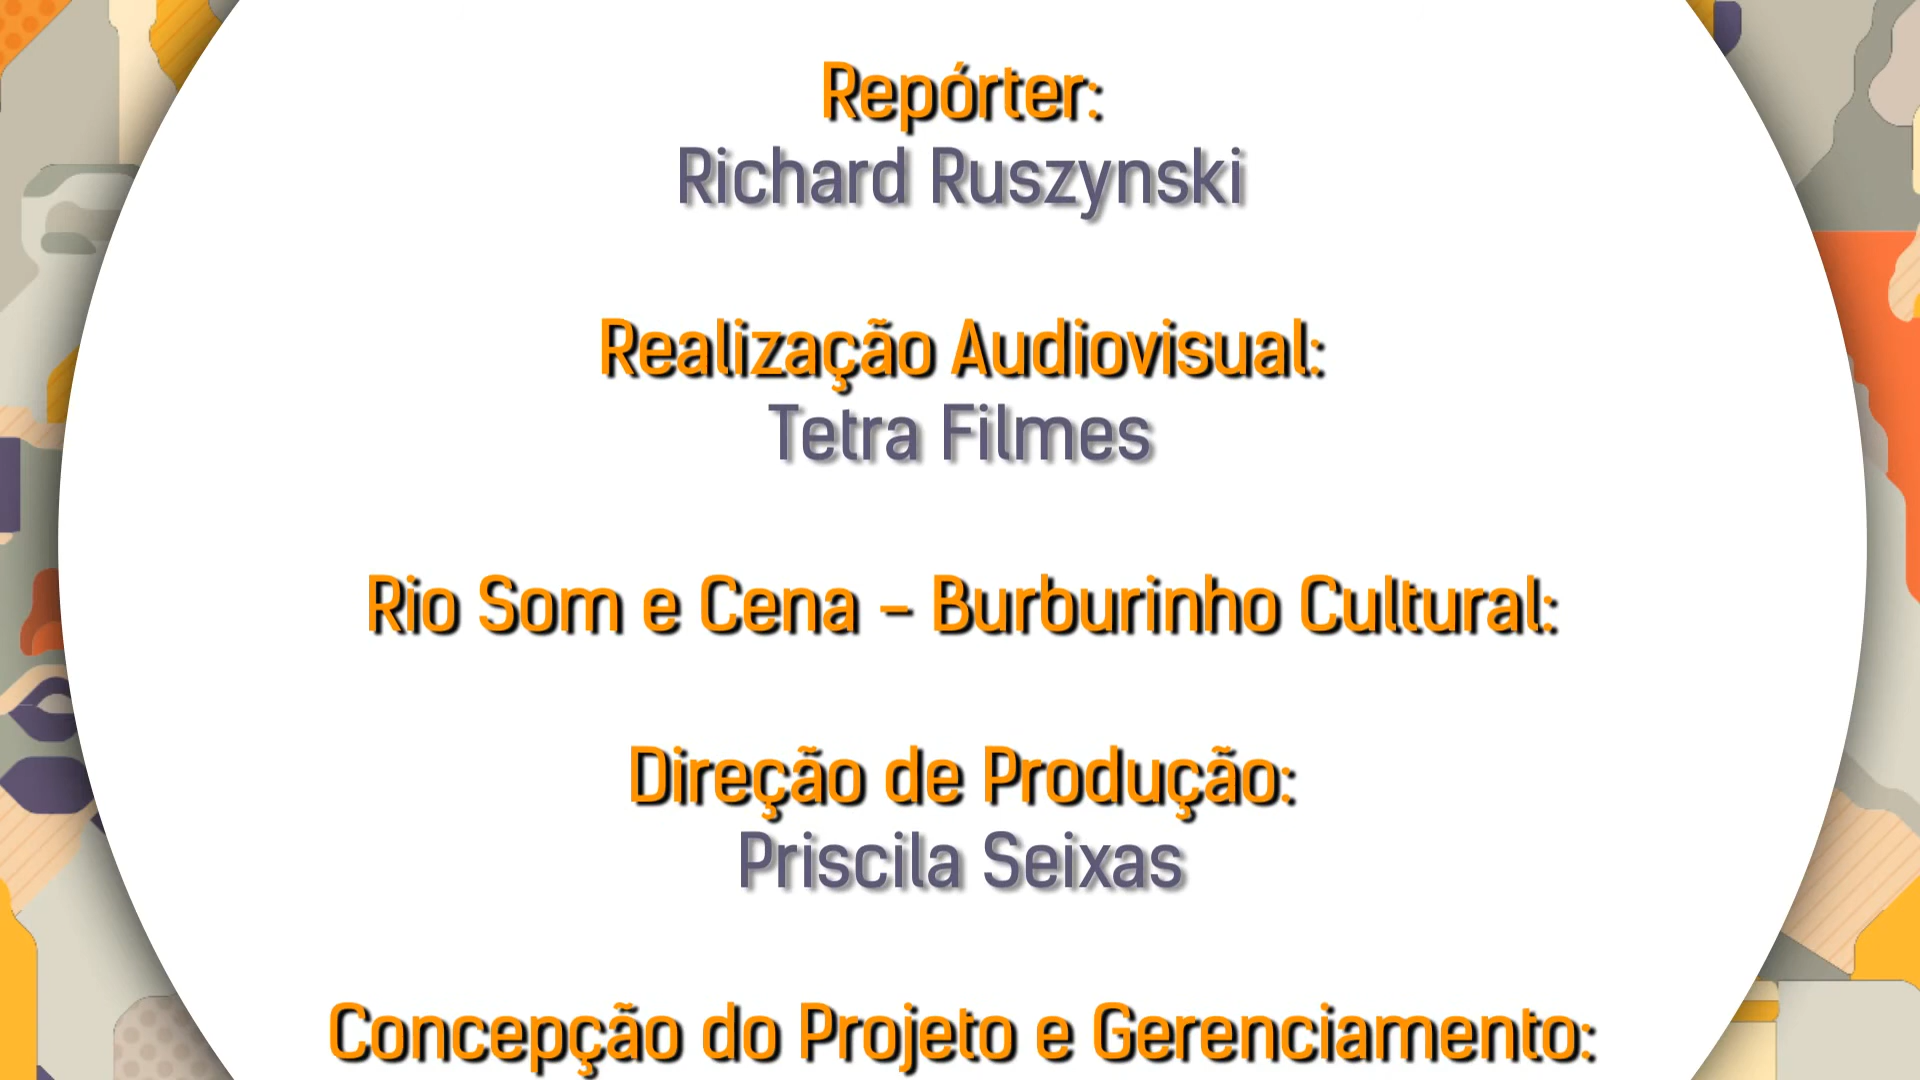 Repórter:
Richard Ruszynski
Realização Audiovisual:
Tetra Filmes
Rio Som e Cena - Burburinho Cultural:
Direção de Produção:
Priscila Seixas
Concepção do Projeto e Gerenciamento: